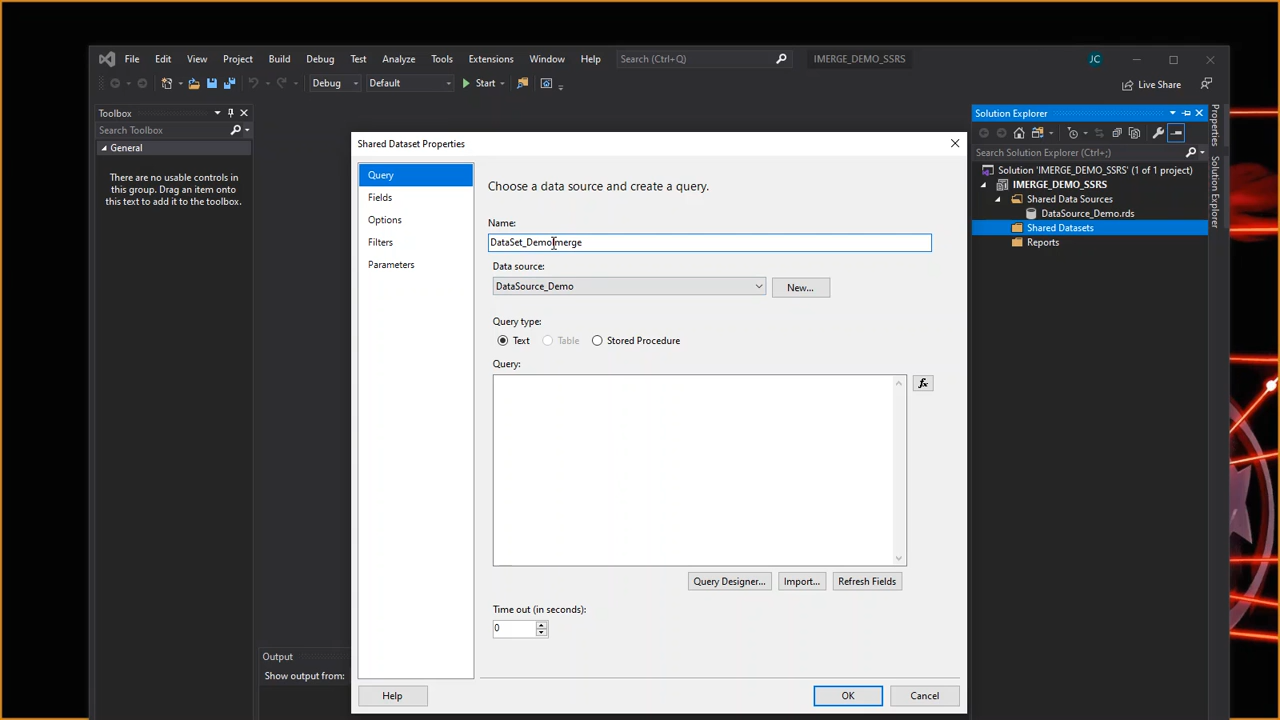 File Edit View Project Build Debug Test Analyze Tools Extensions Window Help Search (Ctrl+Q) IMERGE_DEMO_SSRS JC
Debug Default Start Live Share
Toolbox
Search Toolbox
General
There are no usable controls in
this group. Drag an item onto
this text to add it to the toolbox.
Shared Dataset Properties
Query
Fields
Options
Filters
Parameters
Choose a data source and create a query.
Name:
DataSet_DemoImerge
Data source:
DataSource_Demo
New...
Query type:
Text Table Stored Procedure
Query:
fx
Query Designer... Import... Refresh Fields
Time out (in seconds):
0
Help OK Cancel
Output
Show output from:
Solution Explorer
Search Solution Explorer (Ctrl+;)
Solution 'IMERGE_DEMO_SSRS' (1 of 1 project)
IMERGE_DEMO_SSRS
Shared Data Sources
DataSource_Demo.rds
Shared Datasets
Reports
Properties
Solution Explorer